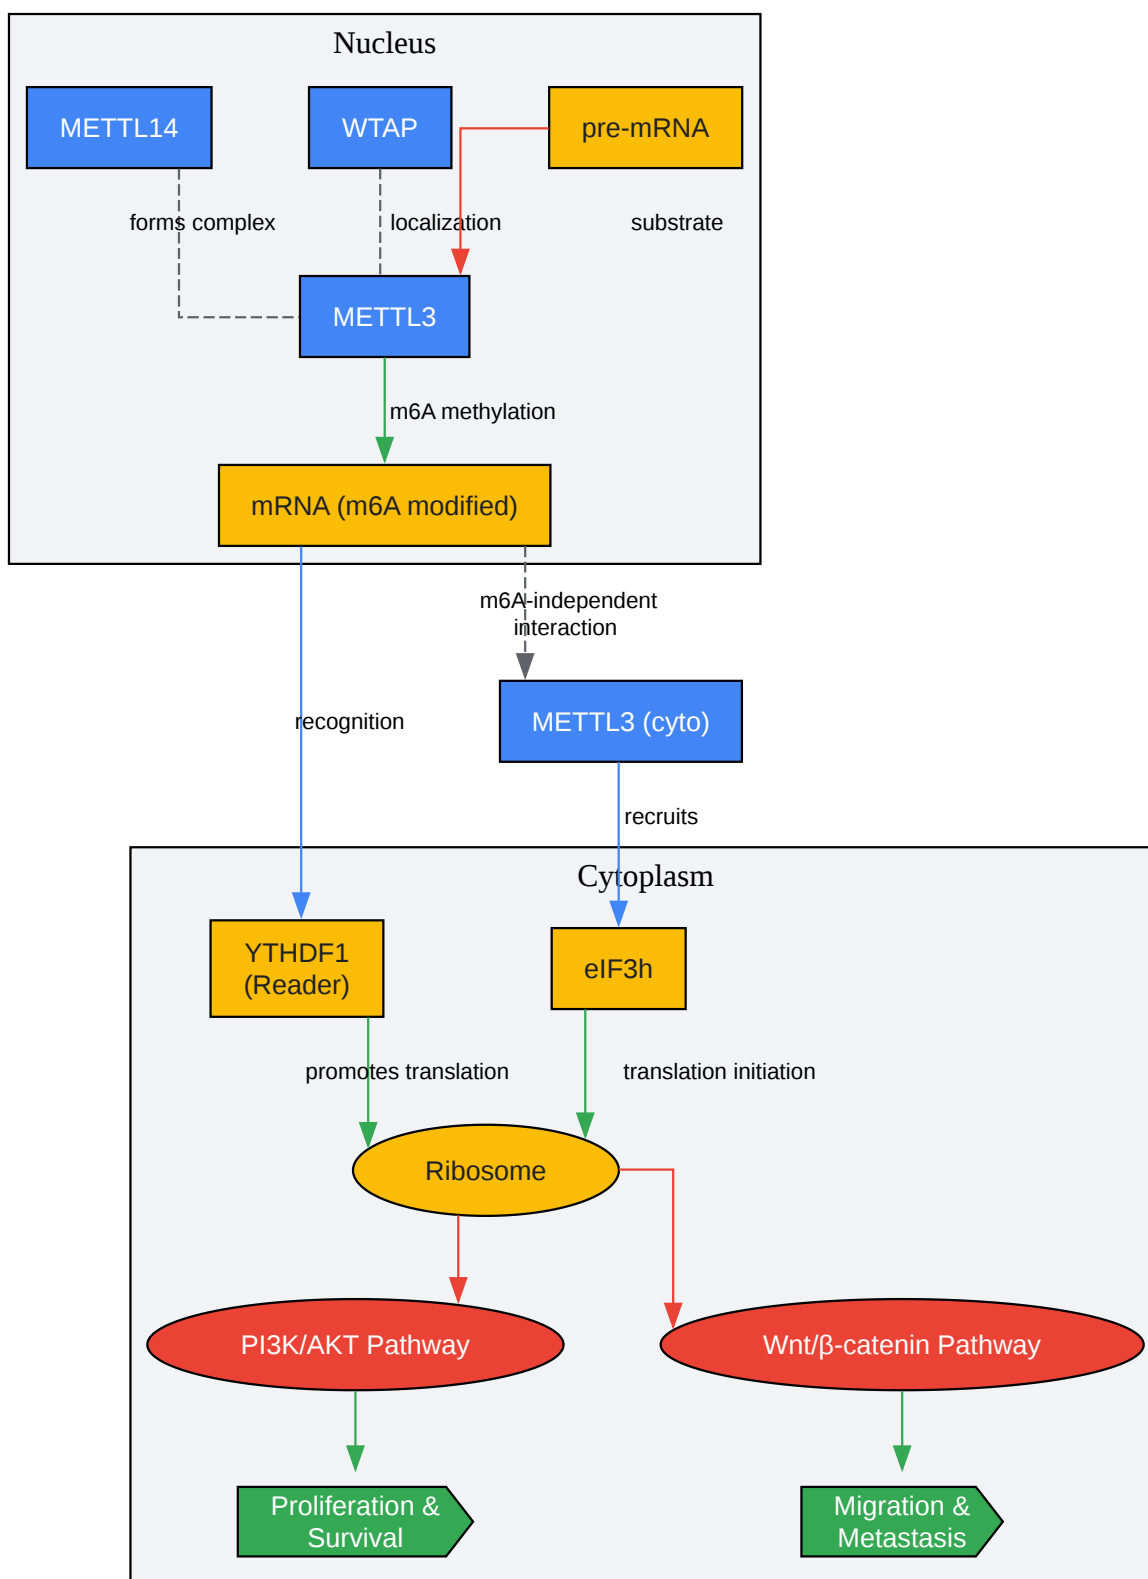 Nucleus
METTL14
WTAP
pre-mRNA
forms complex
localization
substrate
METTL3
m6A methylation
mRNA (m6A modified)
m6A-independent
interaction
recognition
METTL3 (cyto)
recruits
Cytoplasm
YTHDF1
(Reader)
eIF3h
promotes translation
translation initiation
Ribosome
PI3K/AKT Pathway
Wnt/β-catenin Pathway
Proliferation &
Survival
Migration &
Metastasis